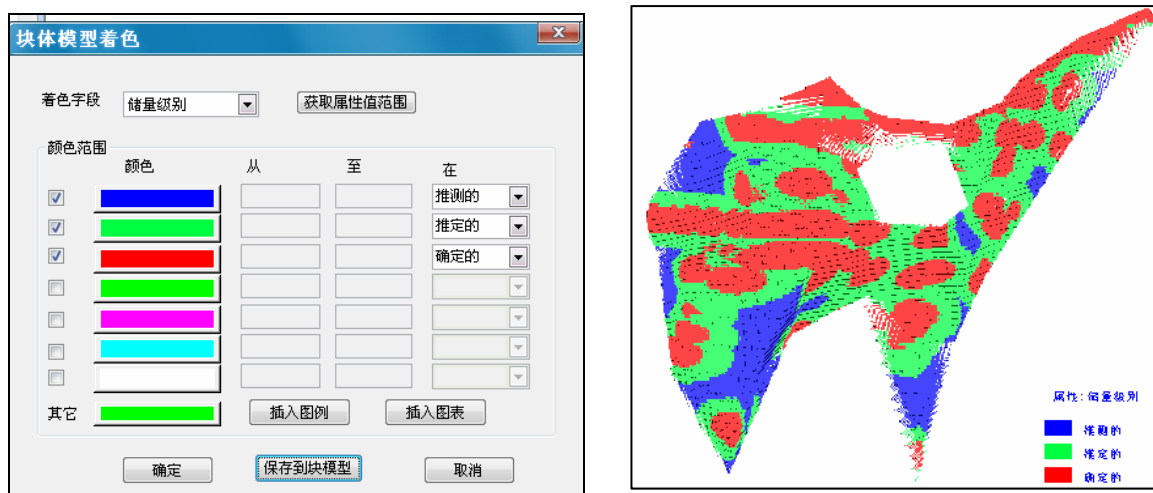 块体模型着色
着色字段 储量级别 获取属性值范围
颜色范围
颜色 从 至 在
推测的
推定的
确定的
其它 插入图例 插入图表
确定 保存到块模型 取消
属性:储量级别
推测的
推定的
确定的